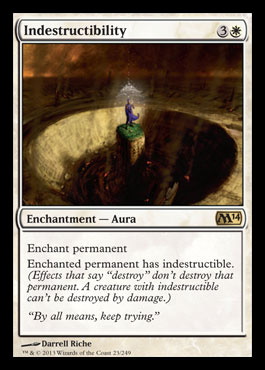 Indestructibility 3
M14
Enchantment — Aura
Enchant permanent
Enchanted permanent has indestructible.
(Effects that say “destroy” don’t destroy that
permanent. A creature with indestructible
can’t be destroyed by damage.)
“By all means, keep trying.”
Darrell Riche
™ & © 2013 Wizards of the Coast 23/249